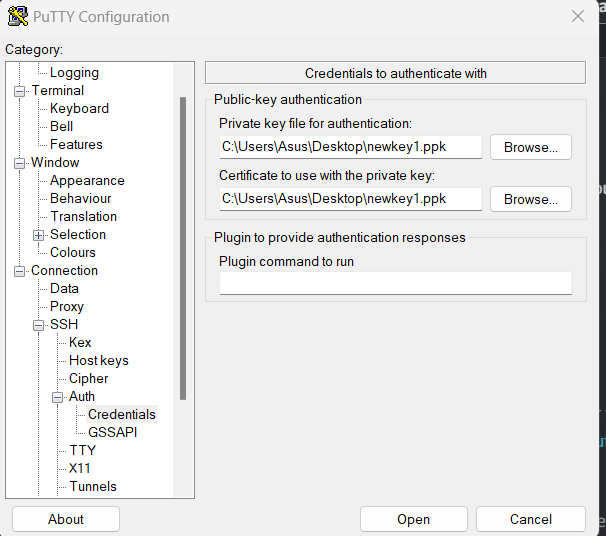 PuTTY Configuration
Category:
Logging
Terminal
Keyboard
Bell
Features
Window
Appearance
Behaviour
Translation
Selection
Colours
Connection
Data
Proxy
SSH
Kex
Host keys
Cipher
Auth
Credentials
GSSAPI
TTY
X11
Tunnels
Credentials to authenticate with
Public-key authentication
Private key file for authentication:
C:\Users\Asus\Desktop\newkey1.ppk
Browse...
Certificate to use with the private key:
C:\Users\Asus\Desktop\newkey1.ppk
Browse...
Plugin to provide authentication responses
Plugin command to run
About
Open
Cancel